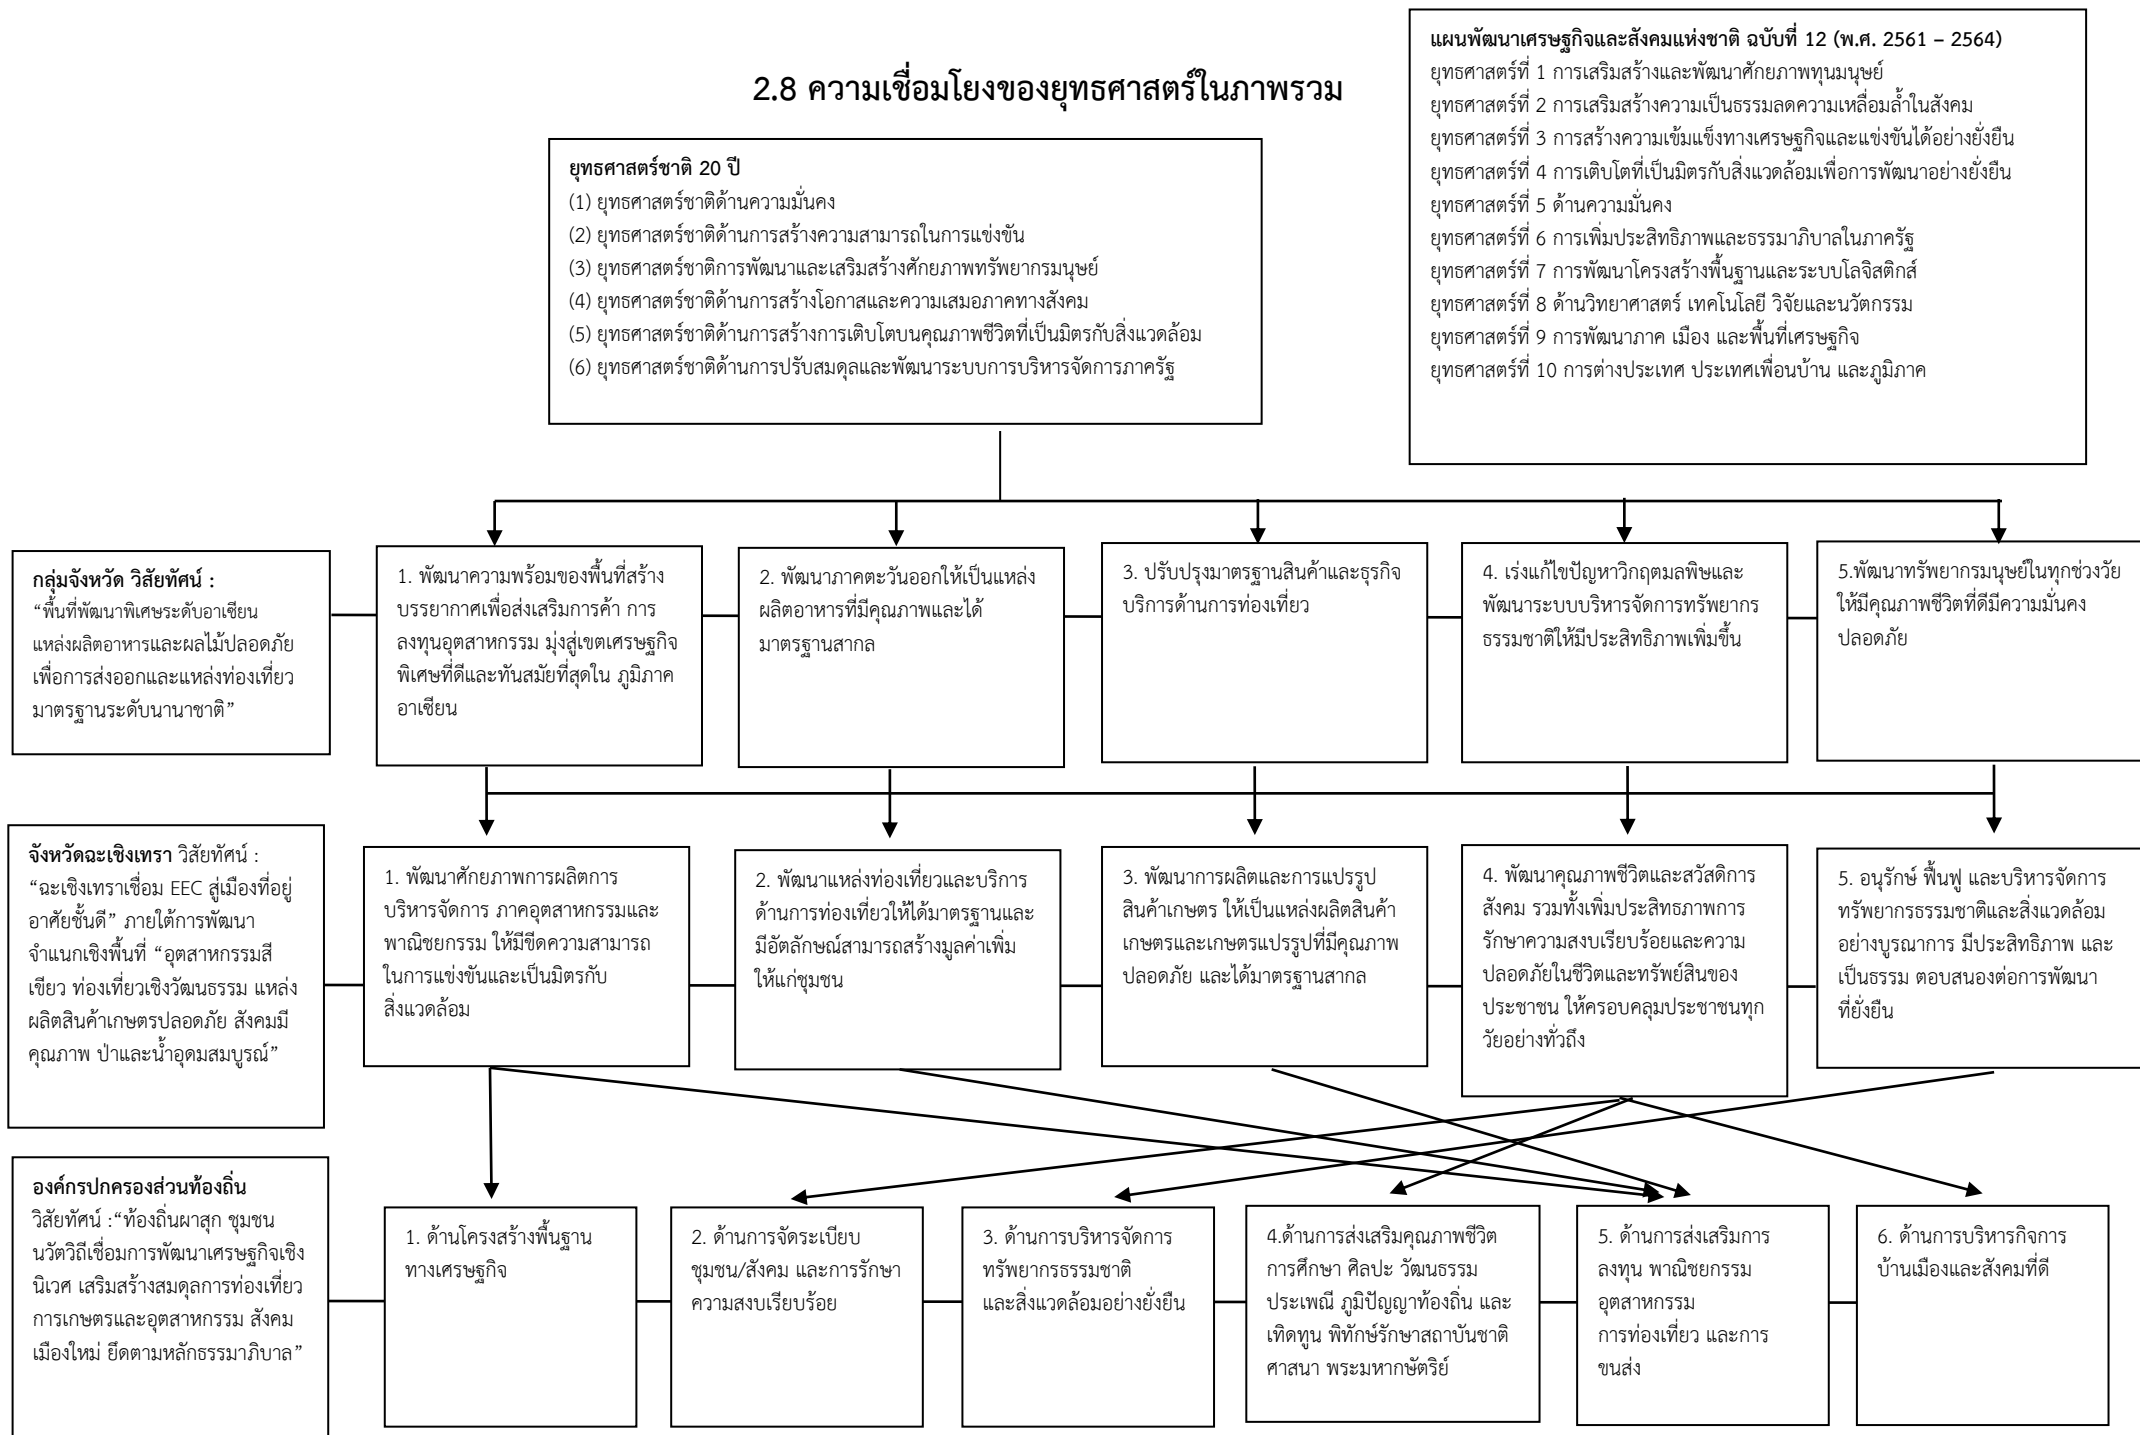 2.8 ความเชื่อมโยงของยุทธศาสตร์ในภาพรวม
แผนพัฒนาเศรษฐกิจและสังคมแห่งชาติ ฉบับที่ 12 (พ.ศ. 2561 – 2564)
ยุทธศาสตร์ที่ 1 การเสริมสร้างและพัฒนาศักยภาพทุนมนุษย์
ยุทธศาสตร์ที่ 2 การเสริมสร้างความเป็นธรรมลดความเหลื่อมล้ำในสังคม
ยุทธศาสตร์ที่ 3 การสร้างความเข้มแข็งทางเศรษฐกิจและแข่งขันได้อย่างยั่งยืน
ยุทธศาสตร์ที่ 4 การเติบโตที่เป็นมิตรกับสิ่งแวดล้อมเพื่อการพัฒนาอย่างยั่งยืน
ยุทธศาสตร์ที่ 5 ด้านความมั่นคง
ยุทธศาสตร์ที่ 6 การเพิ่มประสิทธิภาพและธรรมาภิบาลในภาครัฐ
ยุทธศาสตร์ที่ 7 การพัฒนาโครงสร้างพื้นฐานและระบบโลจิสติกส์
ยุทธศาสตร์ที่ 8 ด้านวิทยาศาสตร์ เทคโนโลยี วิจัยและนวัตกรรม
ยุทธศาสตร์ที่ 9 การพัฒนาภาค เมือง และพื้นที่เศรษฐกิจ
ยุทธศาสตร์ที่ 10 การต่างประเทศ ประเทศเพื่อนบ้าน และภูมิภาค
ยุทธศาสตร์ชาติ 20 ปี
(1) ยุทธศาสตร์ชาติด้านความมั่นคง
(2) ยุทธศาสตร์ชาติด้านการสร้างความสามารถในการแข่งขัน
(3) ยุทธศาสตร์ชาติการพัฒนาและเสริมสร้างศักยภาพทรัพยากรมนุษย์
(4) ยุทธศาสตร์ชาติด้านการสร้างโอกาสและความเสมอภาคทางสังคม
(5) ยุทธศาสตร์ชาติด้านการสร้างการเติบโตบนคุณภาพชีวิตที่เป็นมิตรกับสิ่งแวดล้อม
(6) ยุทธศาสตร์ชาติด้านการปรับสมดุลและพัฒนาระบบการบริหารจัดการภาครัฐ
กลุ่มจังหวัด วิสัยทัศน์ :
“พื้นที่พัฒนาพิเศษระดับอาเซียน
แหล่งผลิตอาหารและผลไม้ปลอดภัย
เพื่อการส่งออกและแหล่งท่องเที่ยว
มาตรฐานระดับนานาชาติ”
1. พัฒนาความพร้อมของพื้นที่สร้าง
บรรยากาศเพื่อส่งเสริมการค้า การ
ลงทุนอุตสาหกรรม มุ่งสู่เขตเศรษฐกิจ
พิเศษที่ดีและทันสมัยที่สุดใน ภูมิภาค
อาเซียน
2. พัฒนาภาคตะวันออกให้เป็นแหล่ง
ผลิตอาหารที่มีคุณภาพและได้
มาตรฐานสากล
3. ปรับปรุงมาตรฐานสินค้าและธุรกิจ
บริการด้านการท่องเที่ยว
4. เร่งแก้ไขปัญหาวิกฤตมลพิษและ
พัฒนาระบบบริหารจัดการทรัพยากร
ธรรมชาติให้มีประสิทธิภาพเพิ่มขึ้น
5.พัฒนาทรัพยากรมนุษย์ในทุกช่วงวัย
ให้มีคุณภาพชีวิตที่ดีมีความมั่นคง
ปลอดภัย
จังหวัดฉะเชิงเทรา วิสัยทัศน์ :
“ฉะเชิงเทราเชื่อม EEC สู่เมืองที่อยู่
อาศัยชั้นดี” ภายใต้การพัฒนา
จำแนกเชิงพื้นที่ “อุตสาหกรรมสี
เขียว ท่องเที่ยวเชิงวัฒนธรรม แหล่ง
ผลิตสินค้าเกษตรปลอดภัย สังคมมี
คุณภาพ ป่าและน้ำอุดมสมบูรณ์”
1. พัฒนาศักยภาพการผลิตการ
บริหารจัดการ ภาคอุตสาหกรรมและ
พาณิชยกรรม ให้มีขีดความสามารถ
ในการแข่งขันและเป็นมิตรกับ
สิ่งแวดล้อม
2. พัฒนาแหล่งท่องเที่ยวและบริการ
ด้านการท่องเที่ยวให้ได้มาตรฐานและ
มีอัตลักษณ์สามารถสร้างมูลค่าเพิ่ม
ให้แก่ชุมชน
3. พัฒนาการผลิตและการแปรรูป
สินค้าเกษตร ให้เป็นแหล่งผลิตสินค้า
เกษตรและเกษตรแปรรูปที่มีคุณภาพ
ปลอดภัย และได้มาตรฐานสากล
4. พัฒนาคุณภาพชีวิตและสวัสดิการ
สังคม รวมทั้งเพิ่มประสิทธภาพการ
รักษาความสงบเรียบร้อยและความ
ปลอดภัยในชีวิตและทรัพย์สินของ
ประชาชน ให้ครอบคลุมประชาชนทุก
วัยอย่างทั่วถึง
5. อนุรักษ์ ฟื้นฟู และบริหารจัดการ
ทรัพยากรธรรมชาติและสิ่งแวดล้อม
อย่างบูรณาการ มีประสิทธิภาพ และ
เป็นธรรม ตอบสนองต่อการพัฒนา
ที่ยั่งยืน
องค์กรปกครองส่วนท้องถิ่น
วิสัยทัศน์ :“ท้องถิ่นผาสุก ชุมชน
นวัตวิถีเชื่อมการพัฒนาเศรษฐกิจเชิง
นิเวศ เสริมสร้างสมดุลการท่องเที่ยว
การเกษตรและอุตสาหกรรม สังคม
เมืองใหม่ ยึดตามหลักธรรมาภิบาล”
1. ด้านโครงสร้างพื้นฐาน
ทางเศรษฐกิจ
2. ด้านการจัดระเบียบ
ชุมชน/สังคม และการรักษา
ความสงบเรียบร้อย
3. ด้านการบริหารจัดการ
ทรัพยากรธรรมชาติ
และสิ่งแวดล้อมอย่างยั่งยืน
4.ด้านการส่งเสริมคุณภาพชีวิต
การศึกษา ศิลปะ วัฒนธรรม
ประเพณี ภูมิปัญญาท้องถิ่น และ
เทิดทูน พิทักษ์รักษาสถาบันชาติ
ศาสนา พระมหากษัตริย์
5. ด้านการส่งเสริมการ
ลงทุน พาณิชยกรรม
อุตสาหกรรม
การท่องเที่ยว และการ
ขนส่ง
6. ด้านการบริหารกิจการ
บ้านเมืองและสังคมที่ดี